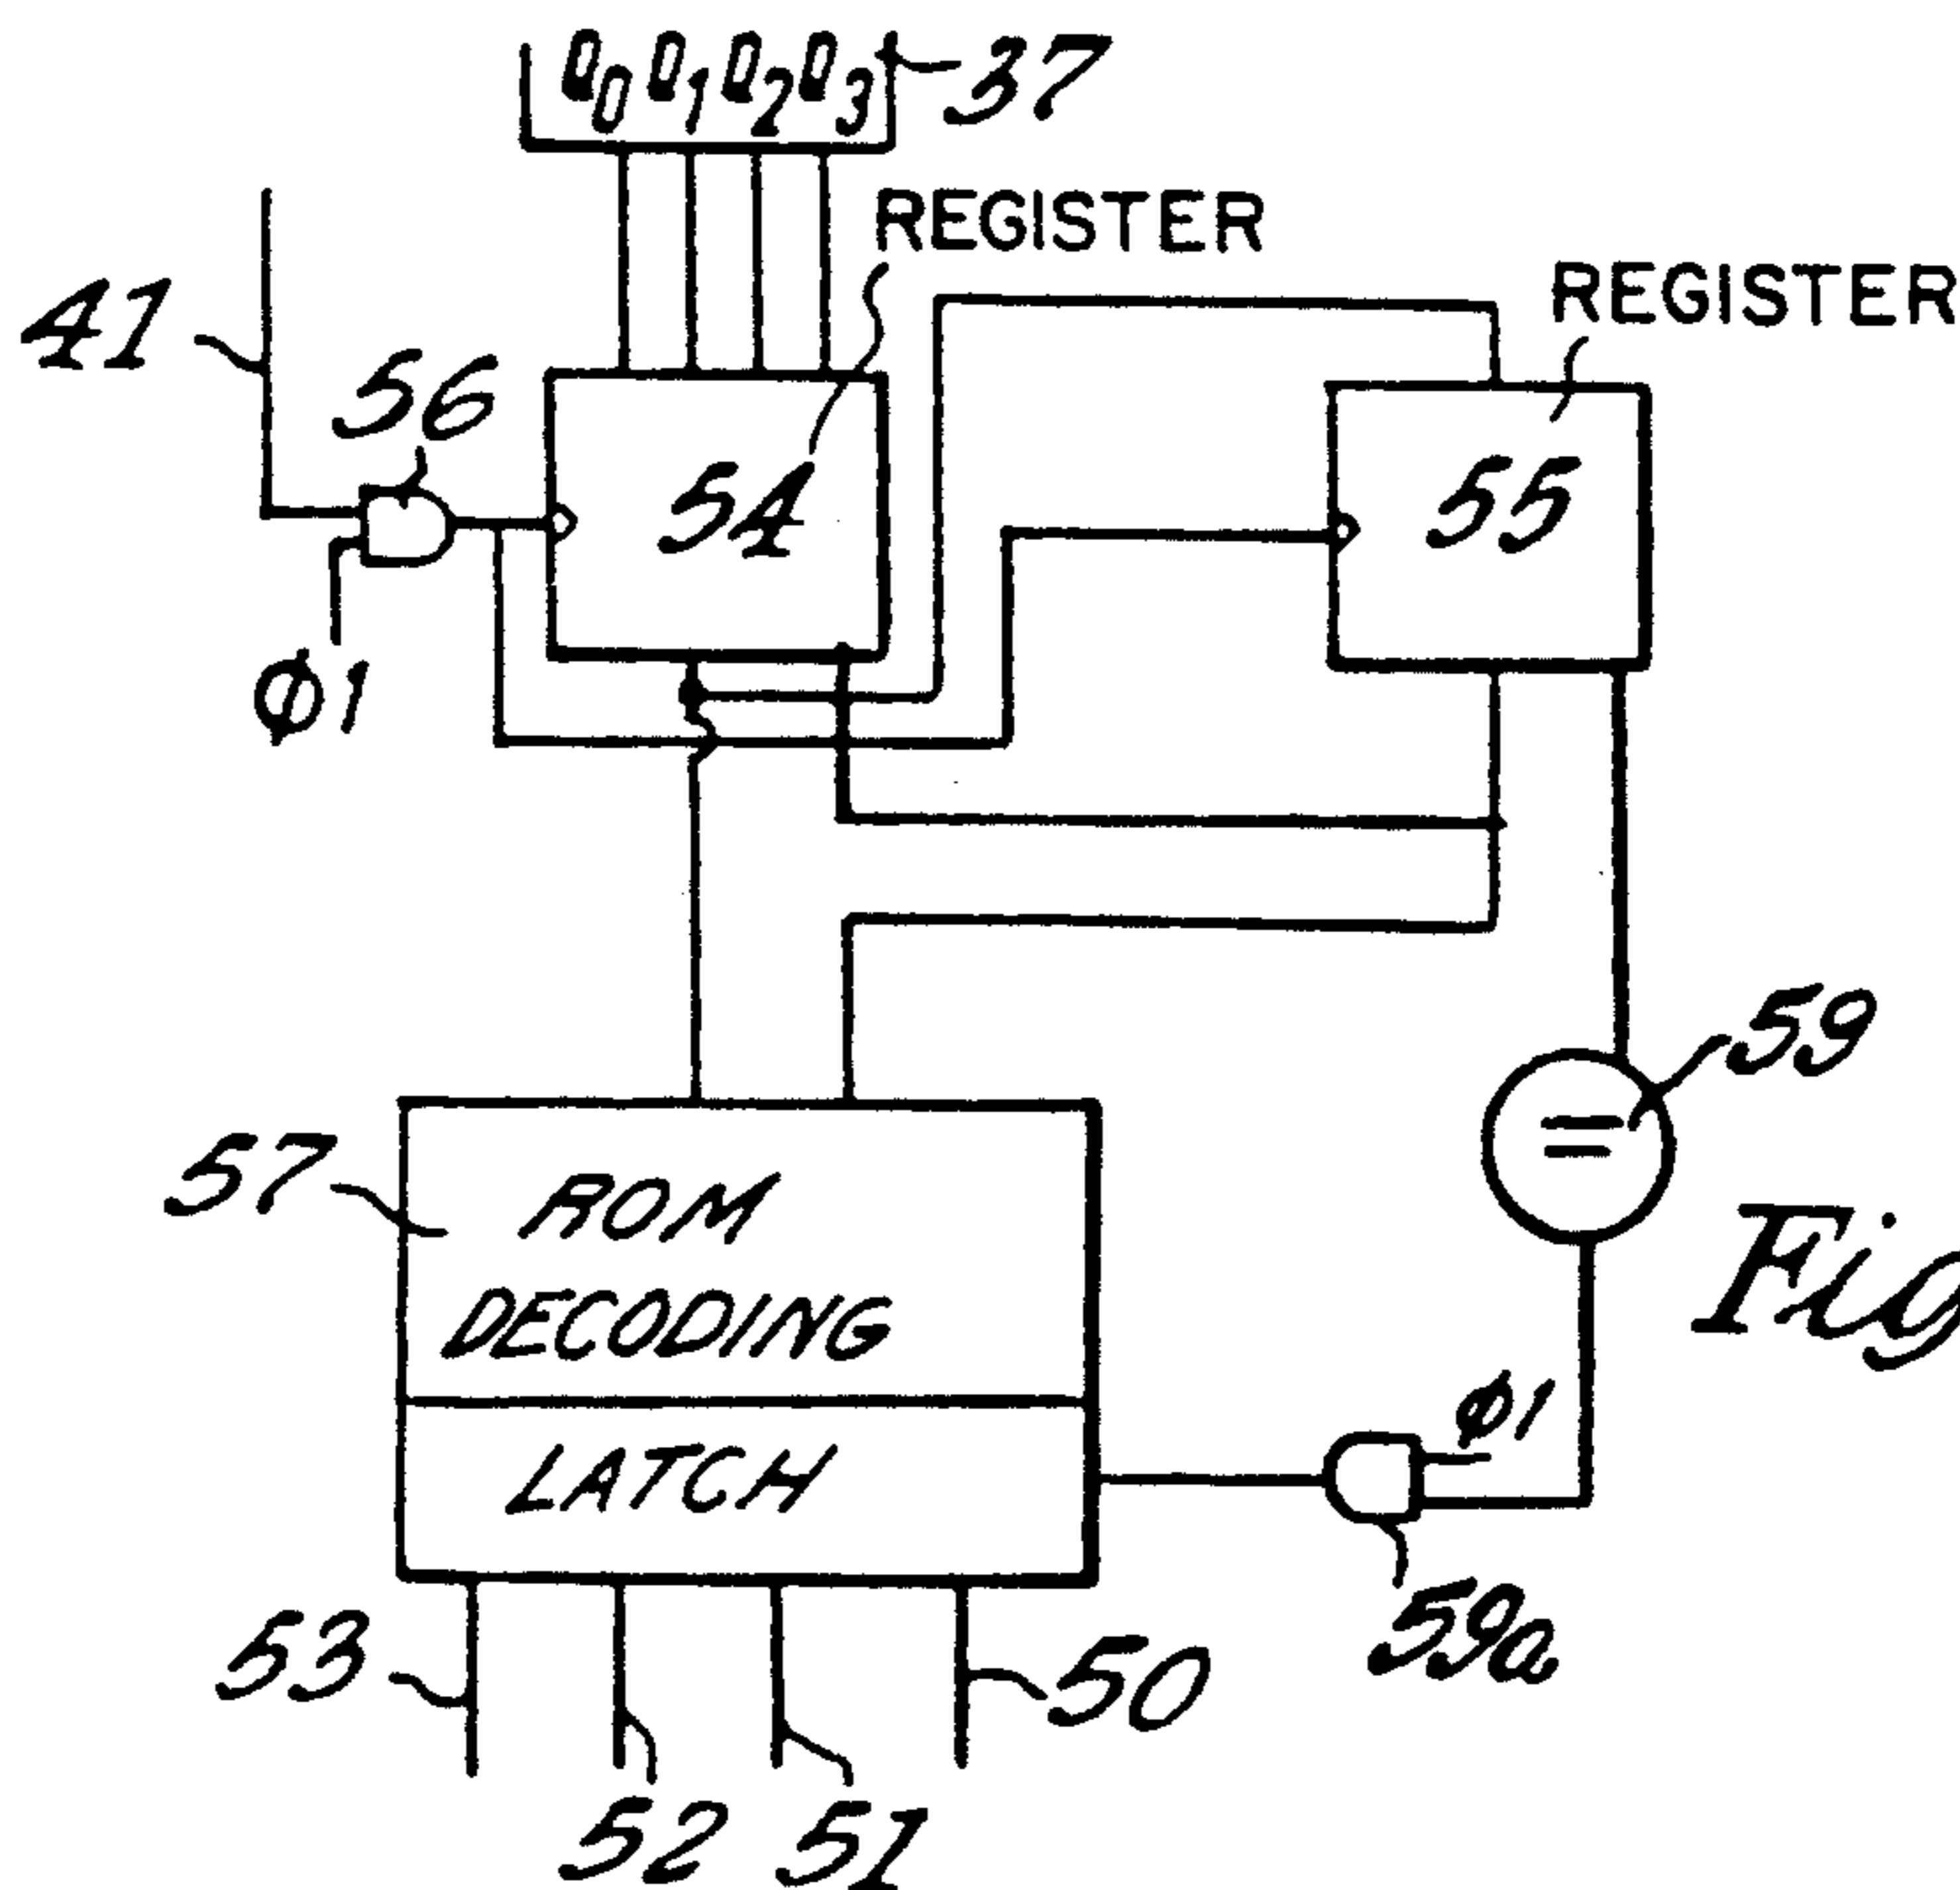 Q0 Q1 Q2 Q3 37
REGISTER
REGISTER
41
56
54
55
Φ1
59
57
ROM
DECODING
Fig
Φ1
LATCH
59a
53
50
52
51